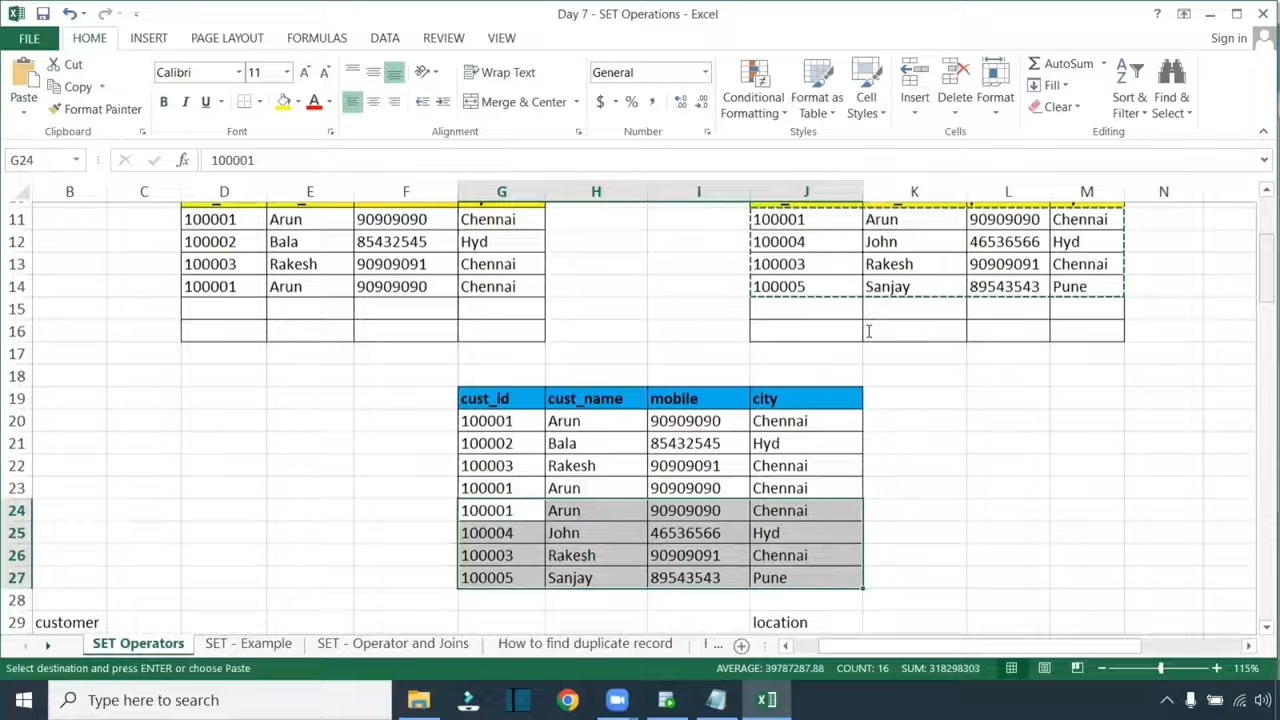 Day 7 - SET Operations - Excel
FILE HOME INSERT PAGE LAYOUT FORMULAS DATA REVIEW VIEW Sign in
Paste
Cut
Copy
Format Painter
Clipboard
Calibri 11
B I U
Font
Wrap Text
Merge & Center
Alignment
General
$ % ,
Number
Conditional Formatting
Format as Table
Cell Styles
Styles
Insert Delete Format
Cells
AutoSum
Fill
Clear
Sort & Filter
Find & Select
Editing
G24 fx 100001
B C D E F G H I J K L M N
11 100001 Arun 90909090 Chennai 100001 Arun 90909090 Chennai
12 100002 Bala 85432545 Hyd 100004 John 46536566 Hyd
13 100003 Rakesh 90909091 Chennai 100003 Rakesh 90909091 Chennai
14 100001 Arun 90909090 Chennai 100005 Sanjay 89543543 Pune
15
16
17
18
19 cust_id cust_name mobile city
20 100001 Arun 90909090 Chennai
21 100002 Bala 85432545 Hyd
22 100003 Rakesh 90909091 Chennai
23 100001 Arun 90909090 Chennai
24 100001 Arun 90909090 Chennai
25 100004 John 46536566 Hyd
26 100003 Rakesh 90909091 Chennai
27 100005 Sanjay 89543543 Pune
28
29 customer location
SET Operators SET - Example SET - Operator and Joins How to find duplicate record ...
Select destination and press ENTER or choose Paste AVERAGE: 39787287.88 COUNT: 16 SUM: 318298303 115%
Type here to search